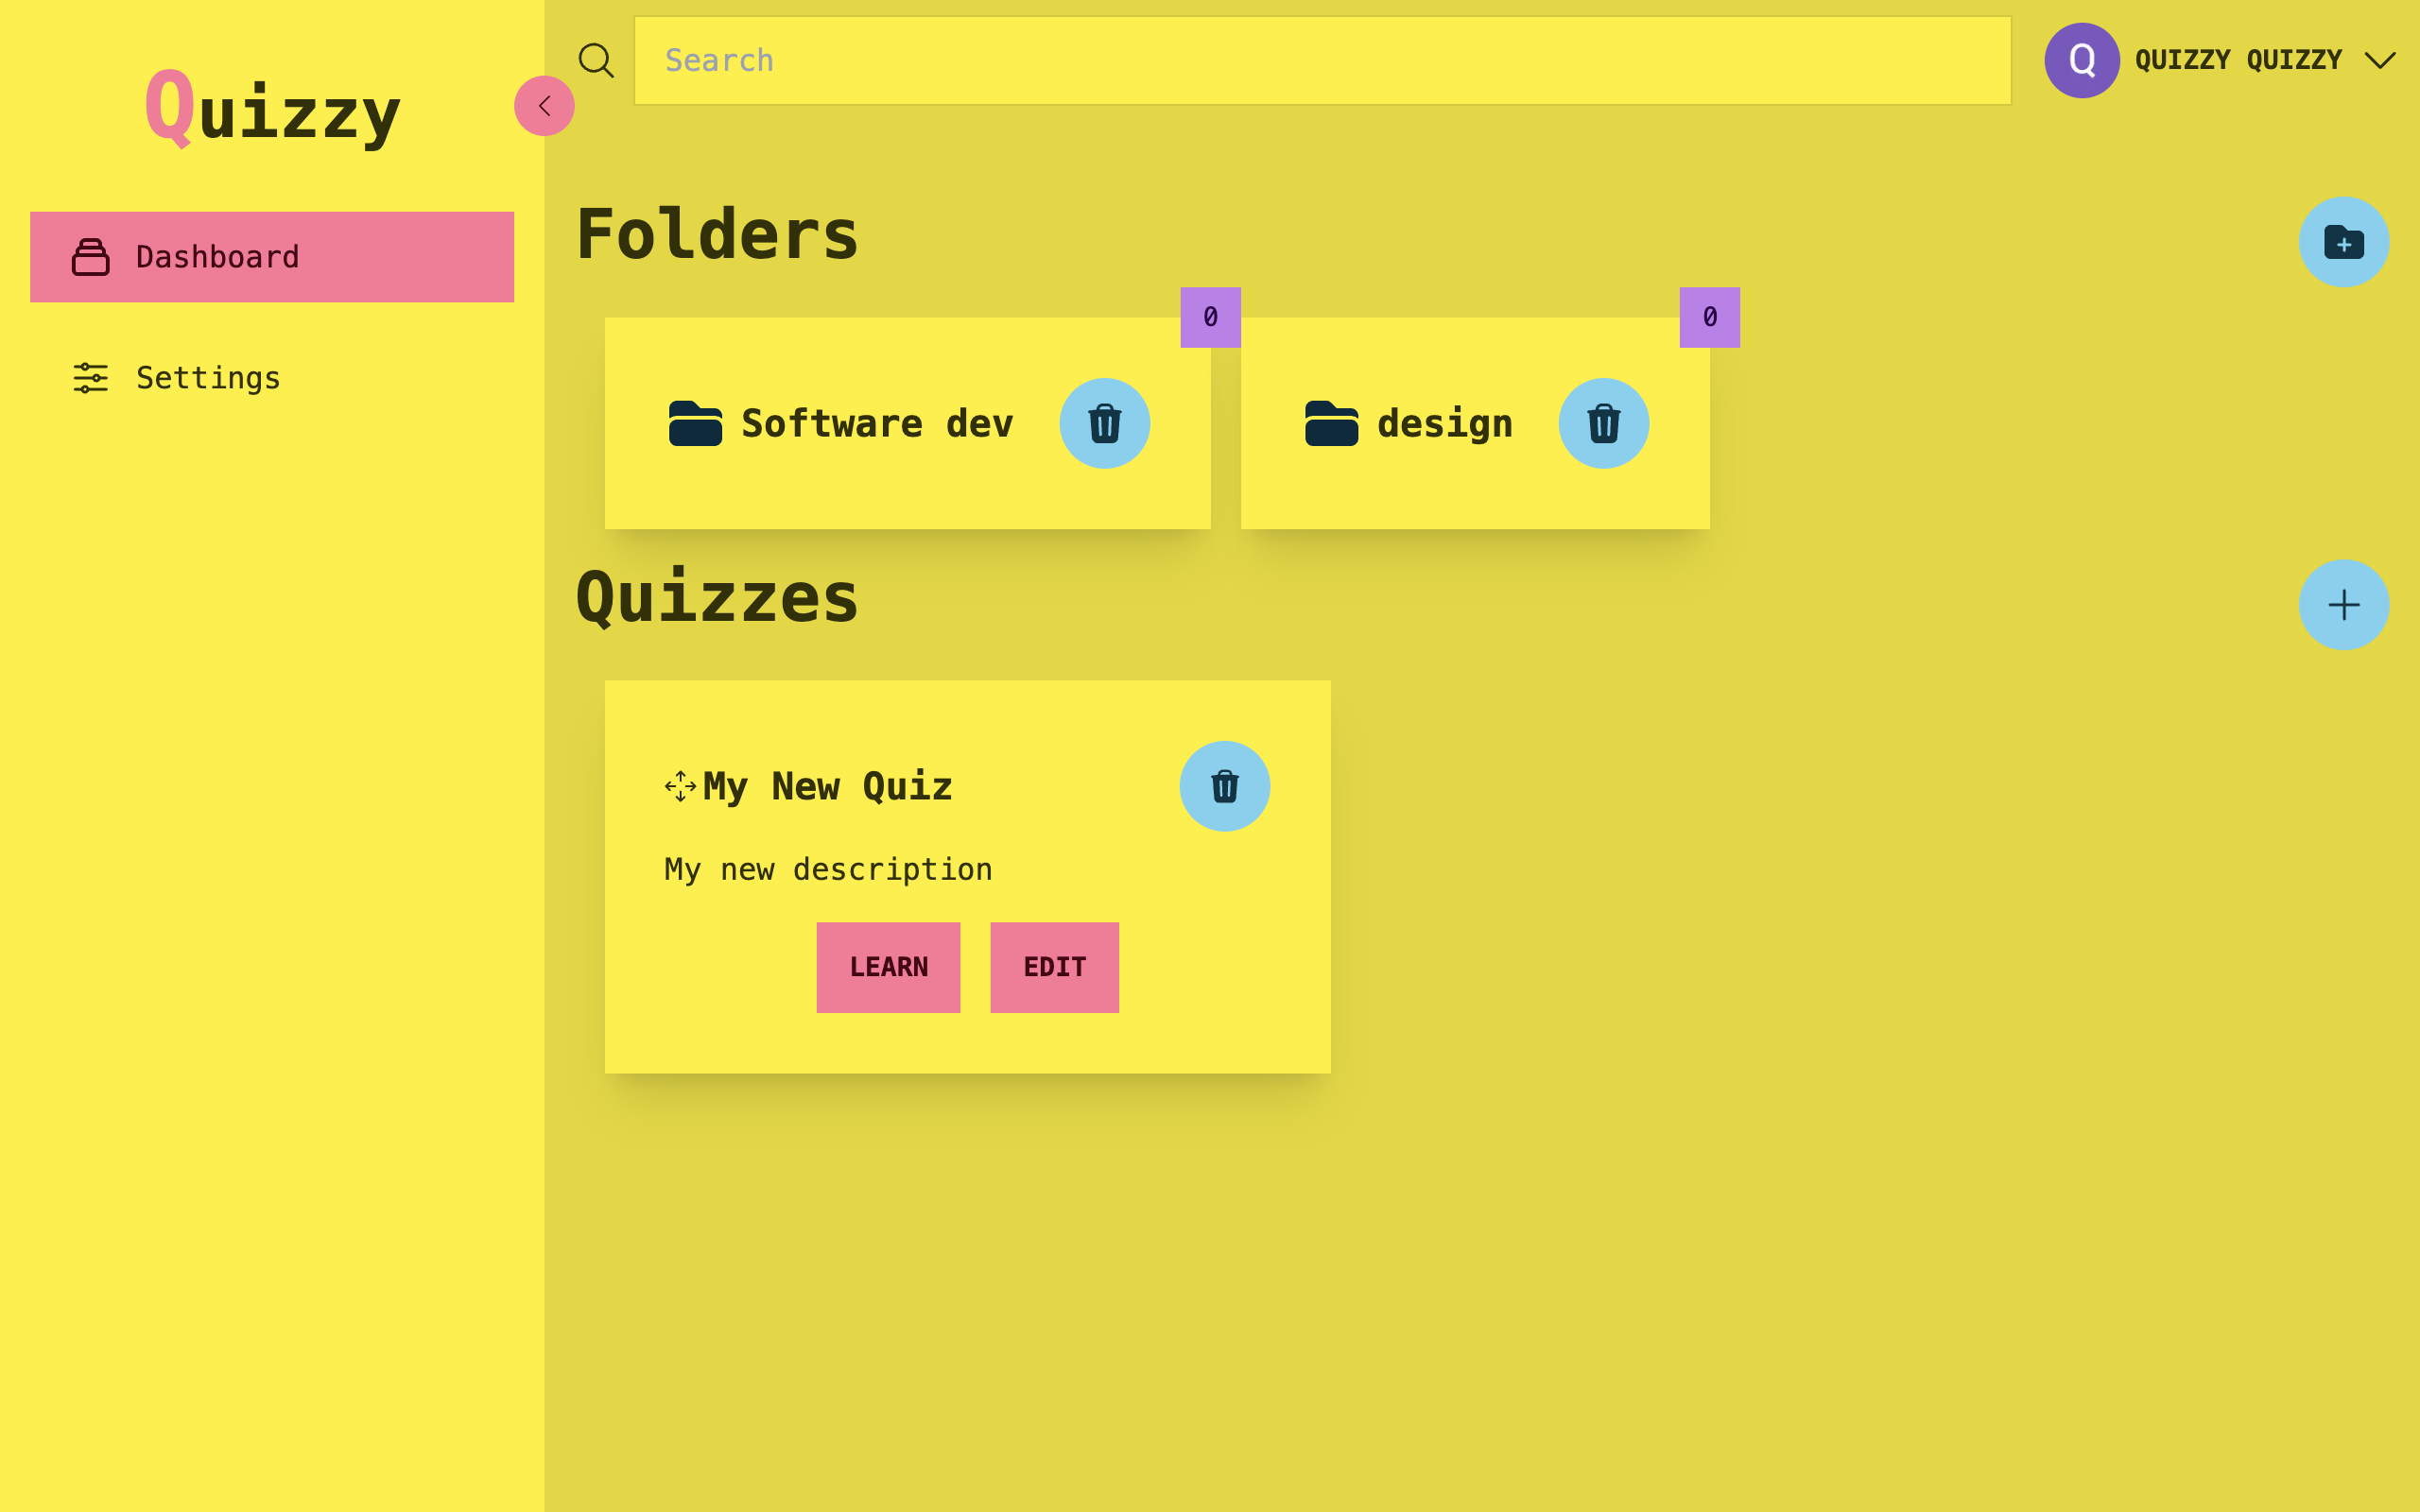 Quizzy
Search
Q
QUIZZY QUIZZY
Dashboard
Settings
Folders
0
0
Software dev
design
Quizzes
My New Quiz
My new description
LEARN
EDIT